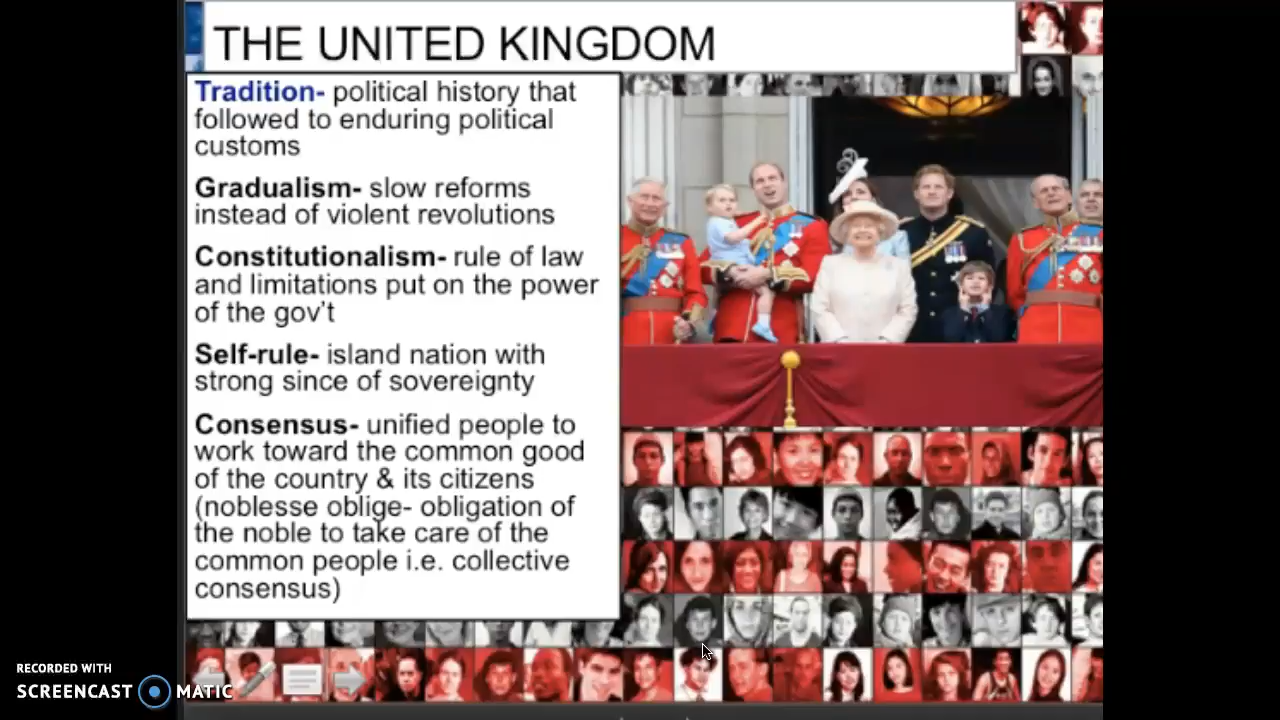 THE UNITED KINGDOM
Tradition- political history that
followed to enduring political
customs
Gradualism- slow reforms
instead of violent revolutions
Constitutionalism- rule of law
and limitations put on the power
of the gov't
Self-rule- island nation with
strong since of sovereignty
Consensus- unified people to
work toward the common good
of the country & its citizens
(noblesse oblige- obligation of
the noble to take care of the
common people i.e. collective
consensus)
RECORDED WITH
SCREENCAST MATIC